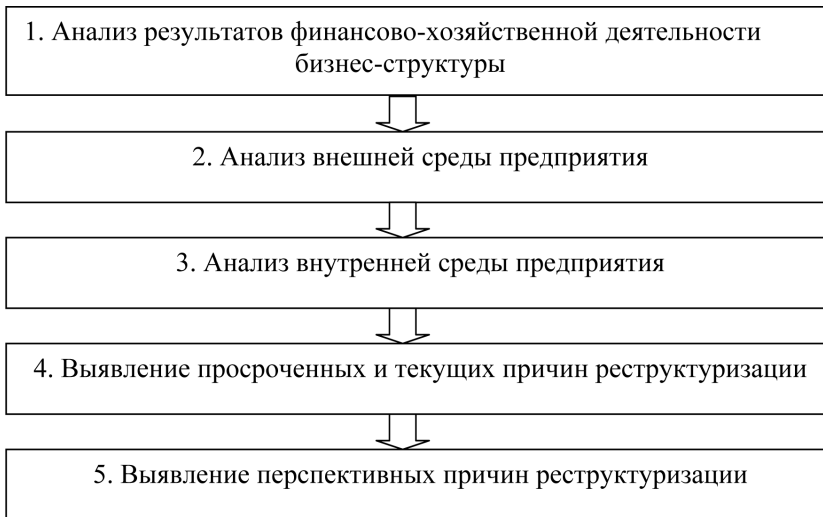 1. Анализ результатов финансово-хозяйственной деятельности
бизнес-структуры
2. Анализ внешней среды предприятия
3. Анализ внутренней среды предприятия
4. Выявление просроченных и текущих причин реструктуризации
5. Выявление перспективных причин реструктуризации